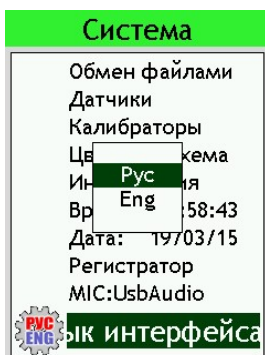 Система
Обмен файлами
Датчики
Калибраторы
Рус
Eng
:58:43
Дата: 19/03/15
Регистратор
MIC:UsbAudio
РУС
ENG
интерфейса